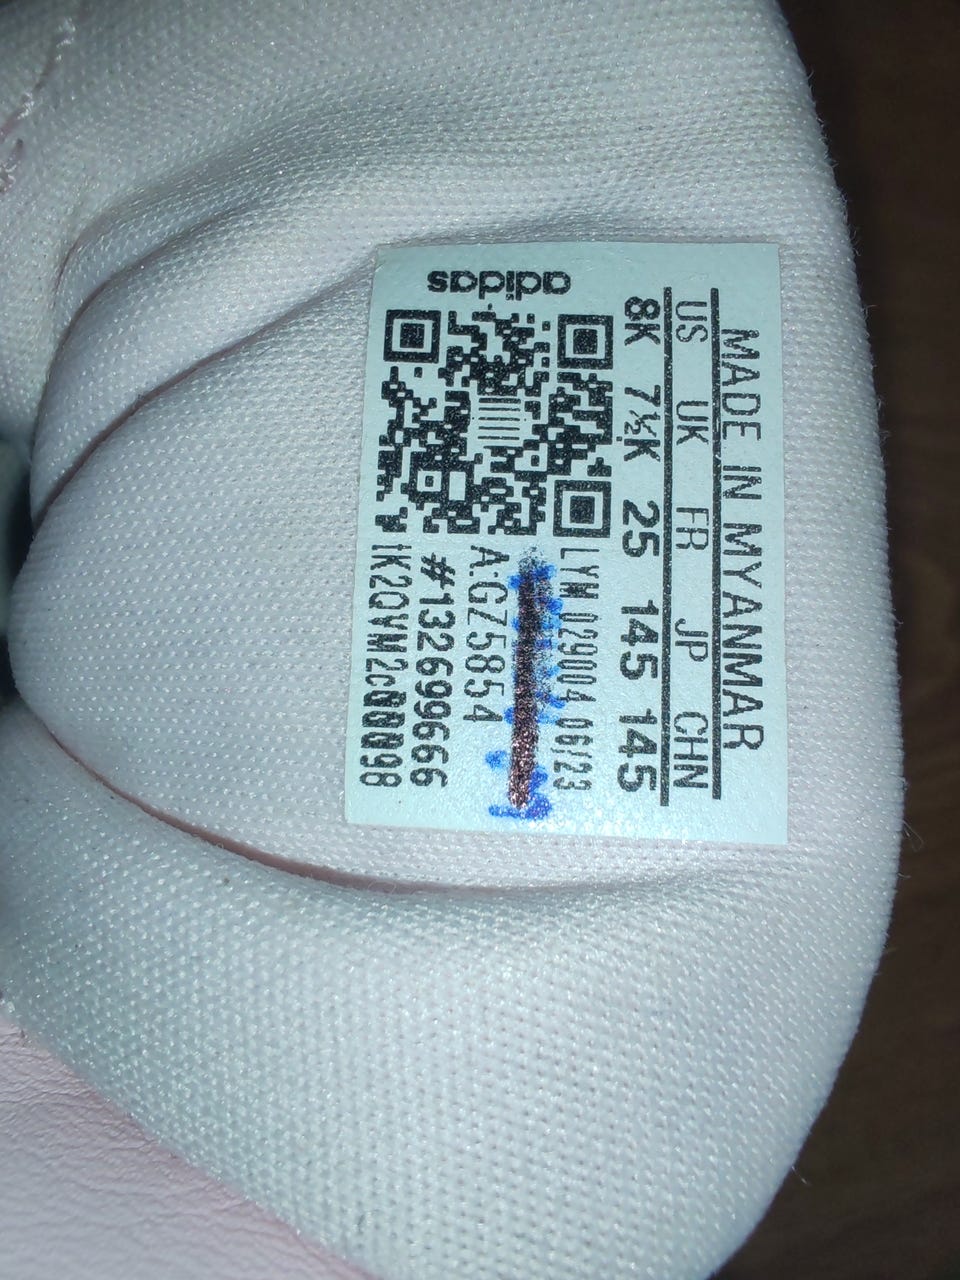 MADE IN MYANMAR
US UK FR JP CHN
8K 7½K 25 145 145
adidas
LYM 029004 06/23
A:GZ5854
#132699666